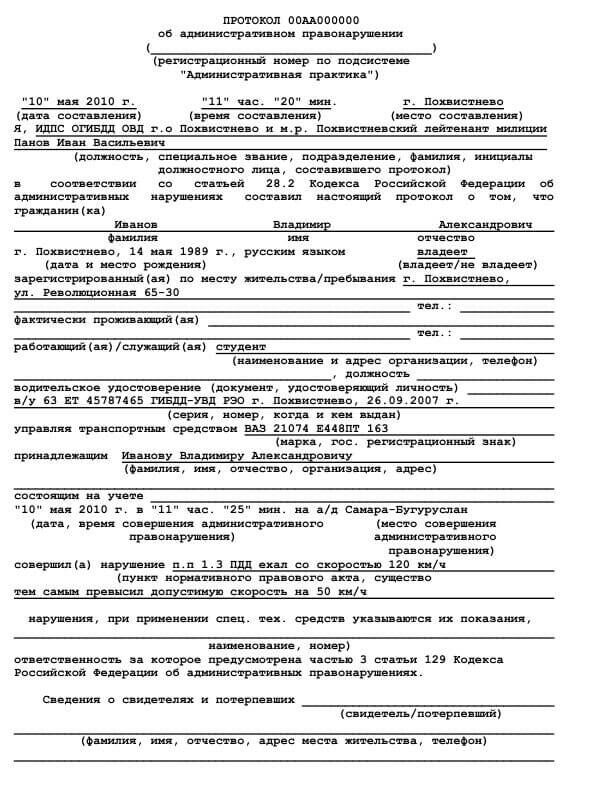 ПРОТОКОЛ 00АА000000
об административном правонарушении
(___________________________________)
(регистрационный номер по подсистеме
"Административная практика")
"10" мая 2010 г. "11" час. "20" мин. г. Похвистнево
(дата составления) (время составления) (место составления)
Я, ИДПС ОГИБДД ОВД г.о Похвистнево и м.р. Похвистневский лейтенант милиции
Панов Иван Васильевич
(должность, специальное звание, подразделение, фамилия, инициалы
должностного лица, составившего протокол)
в соответствии со статьей 28.2 Кодекса Российской Федерации об
административных нарушениях составил настоящий протокол о том, что
гражданин(ка)
Иванов Владимир Александрович
фамилия имя отчество
г. Похвистнево, 14 мая 1989 г., русским языком владеет
(дата и место рождения) (владеет/не владеет)
зарегистрированный(ая) по месту жительства/пребывания г. Похвистнево,
ул. Революционная 65-30
тел.:
фактически проживающий(ая)
тел.:
работающий(ая)/служащий(ая) студент
(наименование и адрес организации, телефон)
, должность
водительское удостоверение (документ, удостоверяющий личность)
в/у 63 ЕТ 45787465 ГИБДД-УВД РЭО г. Похвистнево, 26.09.2007 г.
(серия, номер, когда и кем выдан)
управляя транспортным средством ВАЗ 21074 Е448ПТ 163
(марка, гос. регистрационный знак)
принадлежащим Иванову Владимиру Александровичу
(фамилия, имя, отчество, организация, адрес)
состоящим на учете
"10" мая 2010 г. в "11" час. "25" мин. на а/д Самара-Бугуруслан
(дата, время совершения административного (место совершения
правонарушения) административного
правонарушения)
совершил(а) нарушение п.п 1.3 ПДД ехал со скоростью 120 км/ч
(пункт нормативного правового акта, существо
тем самым превысил допустимую скорость на 50 км/ч
нарушения, при применении спец. тех. средств указываются их показания,
наименование, номер)
ответственность за которое предусмотрена частью 3 статьи 129 Кодекса
Российской Федерации об административных правонарушениях.
Сведения о свидетелях и потерпевших
(свидетель/потерпевший)
(фамилия, имя, отчество, адрес места жительства, телефон)